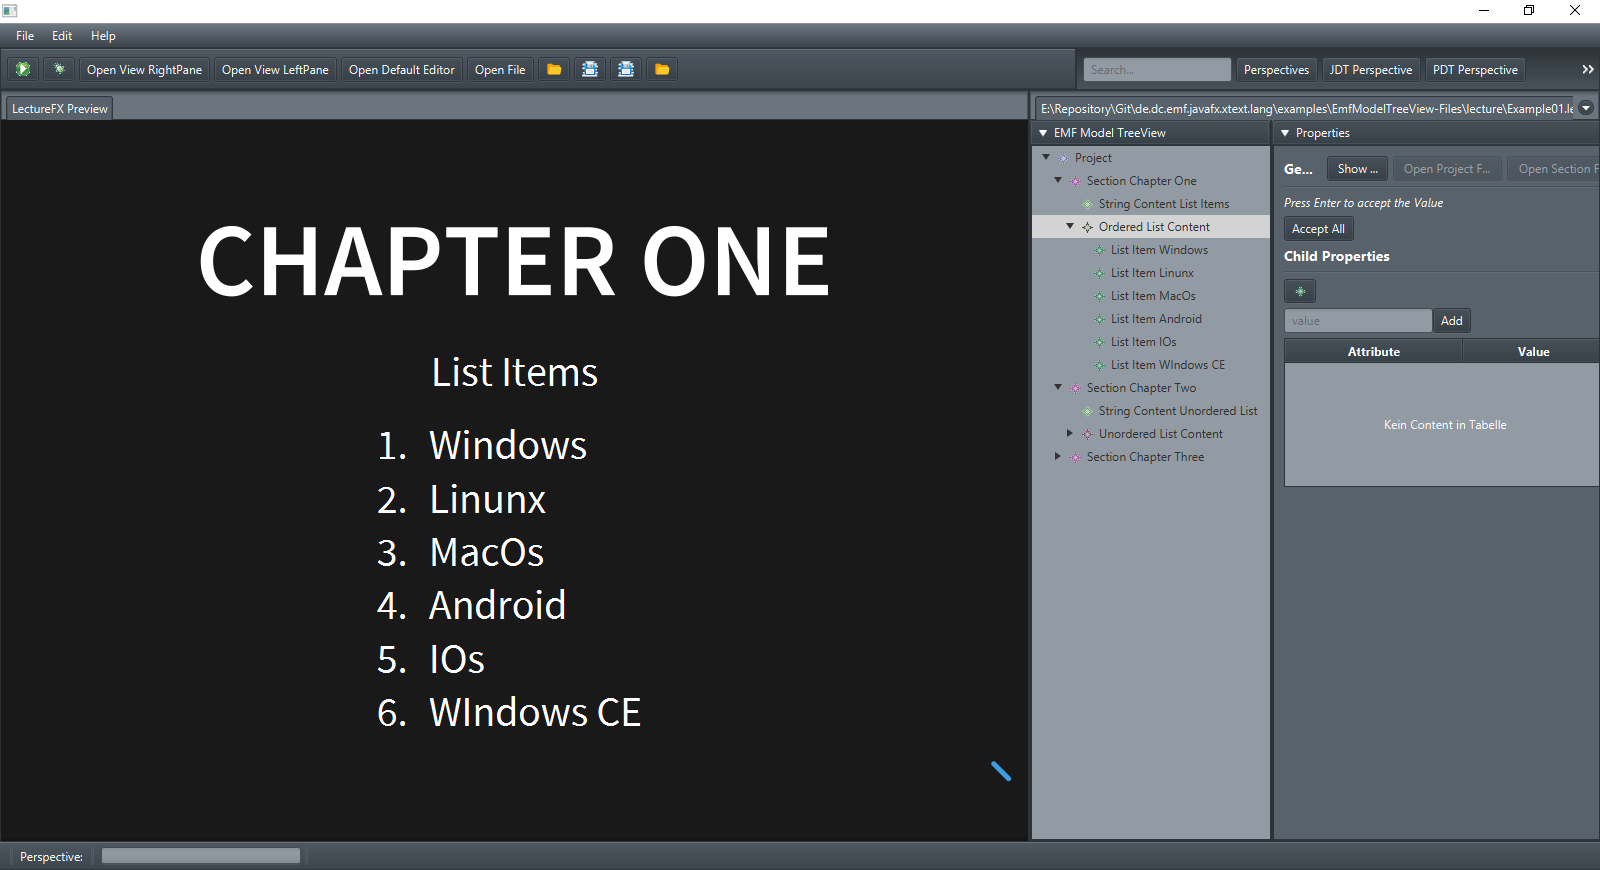 File Edit Help
Open View RightPane Open View LeftPane Open Default Editor Open File Search... Perspectives JDT Perspective PDT Perspective
LectureFX Preview
CHAPTER ONE
List Items
1. Windows
2. Linunx
3. MacOs
4. Android
5. IOs
6. WIndows CE
E:\Repository\Git\de.dc.emf.javafx.xtext.lang\examples\EmfModelTreeView-Files\lecture\Example01.le
EMF Model TreeView
Project
Section Chapter One
String Content List Items
Ordered List Content
List Item Windows
List Item Linunx
List Item MacOs
List Item Android
List Item IOs
List Item WIndows CE
Section Chapter Two
String Content Unordered List
Unordered List Content
Section Chapter Three
Properties
Ge... Show ... Open Project F... Open Section F
Press Enter to accept the Value
Accept All
Child Properties
value Add
Attribute Value
Kein Content in Tabelle
Perspective: